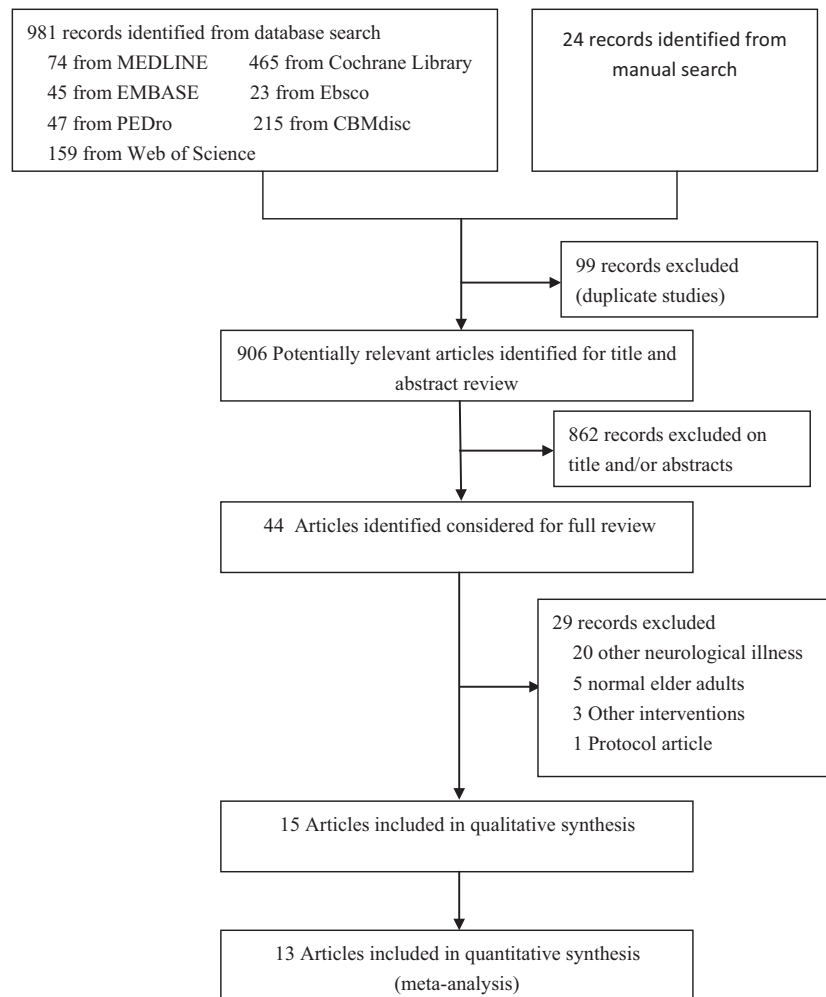 981 records identified from database search
74 from MEDLINE 465 from Cochrane Library
45 from EMBASE 23 from Ebsco
47 from PEDro 215 from CBMdisc
159 from Web of Science
24 records identified from
manual search
99 records excluded
(duplicate studies)
906 Potentially relevant articles identified for title and
abstract review
862 records excluded on
title and/or abstracts
44 Articles identified considered for full review
29 records excluded
20 other neurological illness
5 normal elder adults
3 Other interventions
1 Protocol article
15 Articles included in qualitative synthesis
13 Articles included in quantitative synthesis
(meta-analysis)